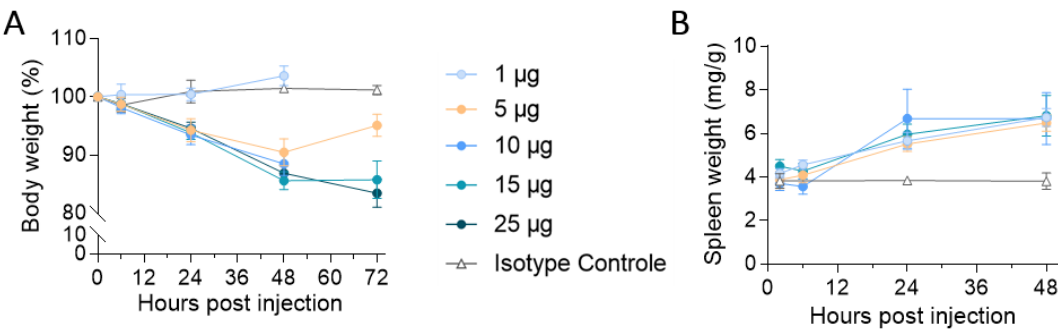 A
Body weight (%)
110
100
90
80
10
0
0 12 24 36 48 60 72
Hours post injection
1 µg
5 µg
10 µg
15 µg
25 µg
Isotype Controle
B
Spleen weight (mg/g)
10
8
6
4
2
0
0 12 24 36 48
Hours post injection